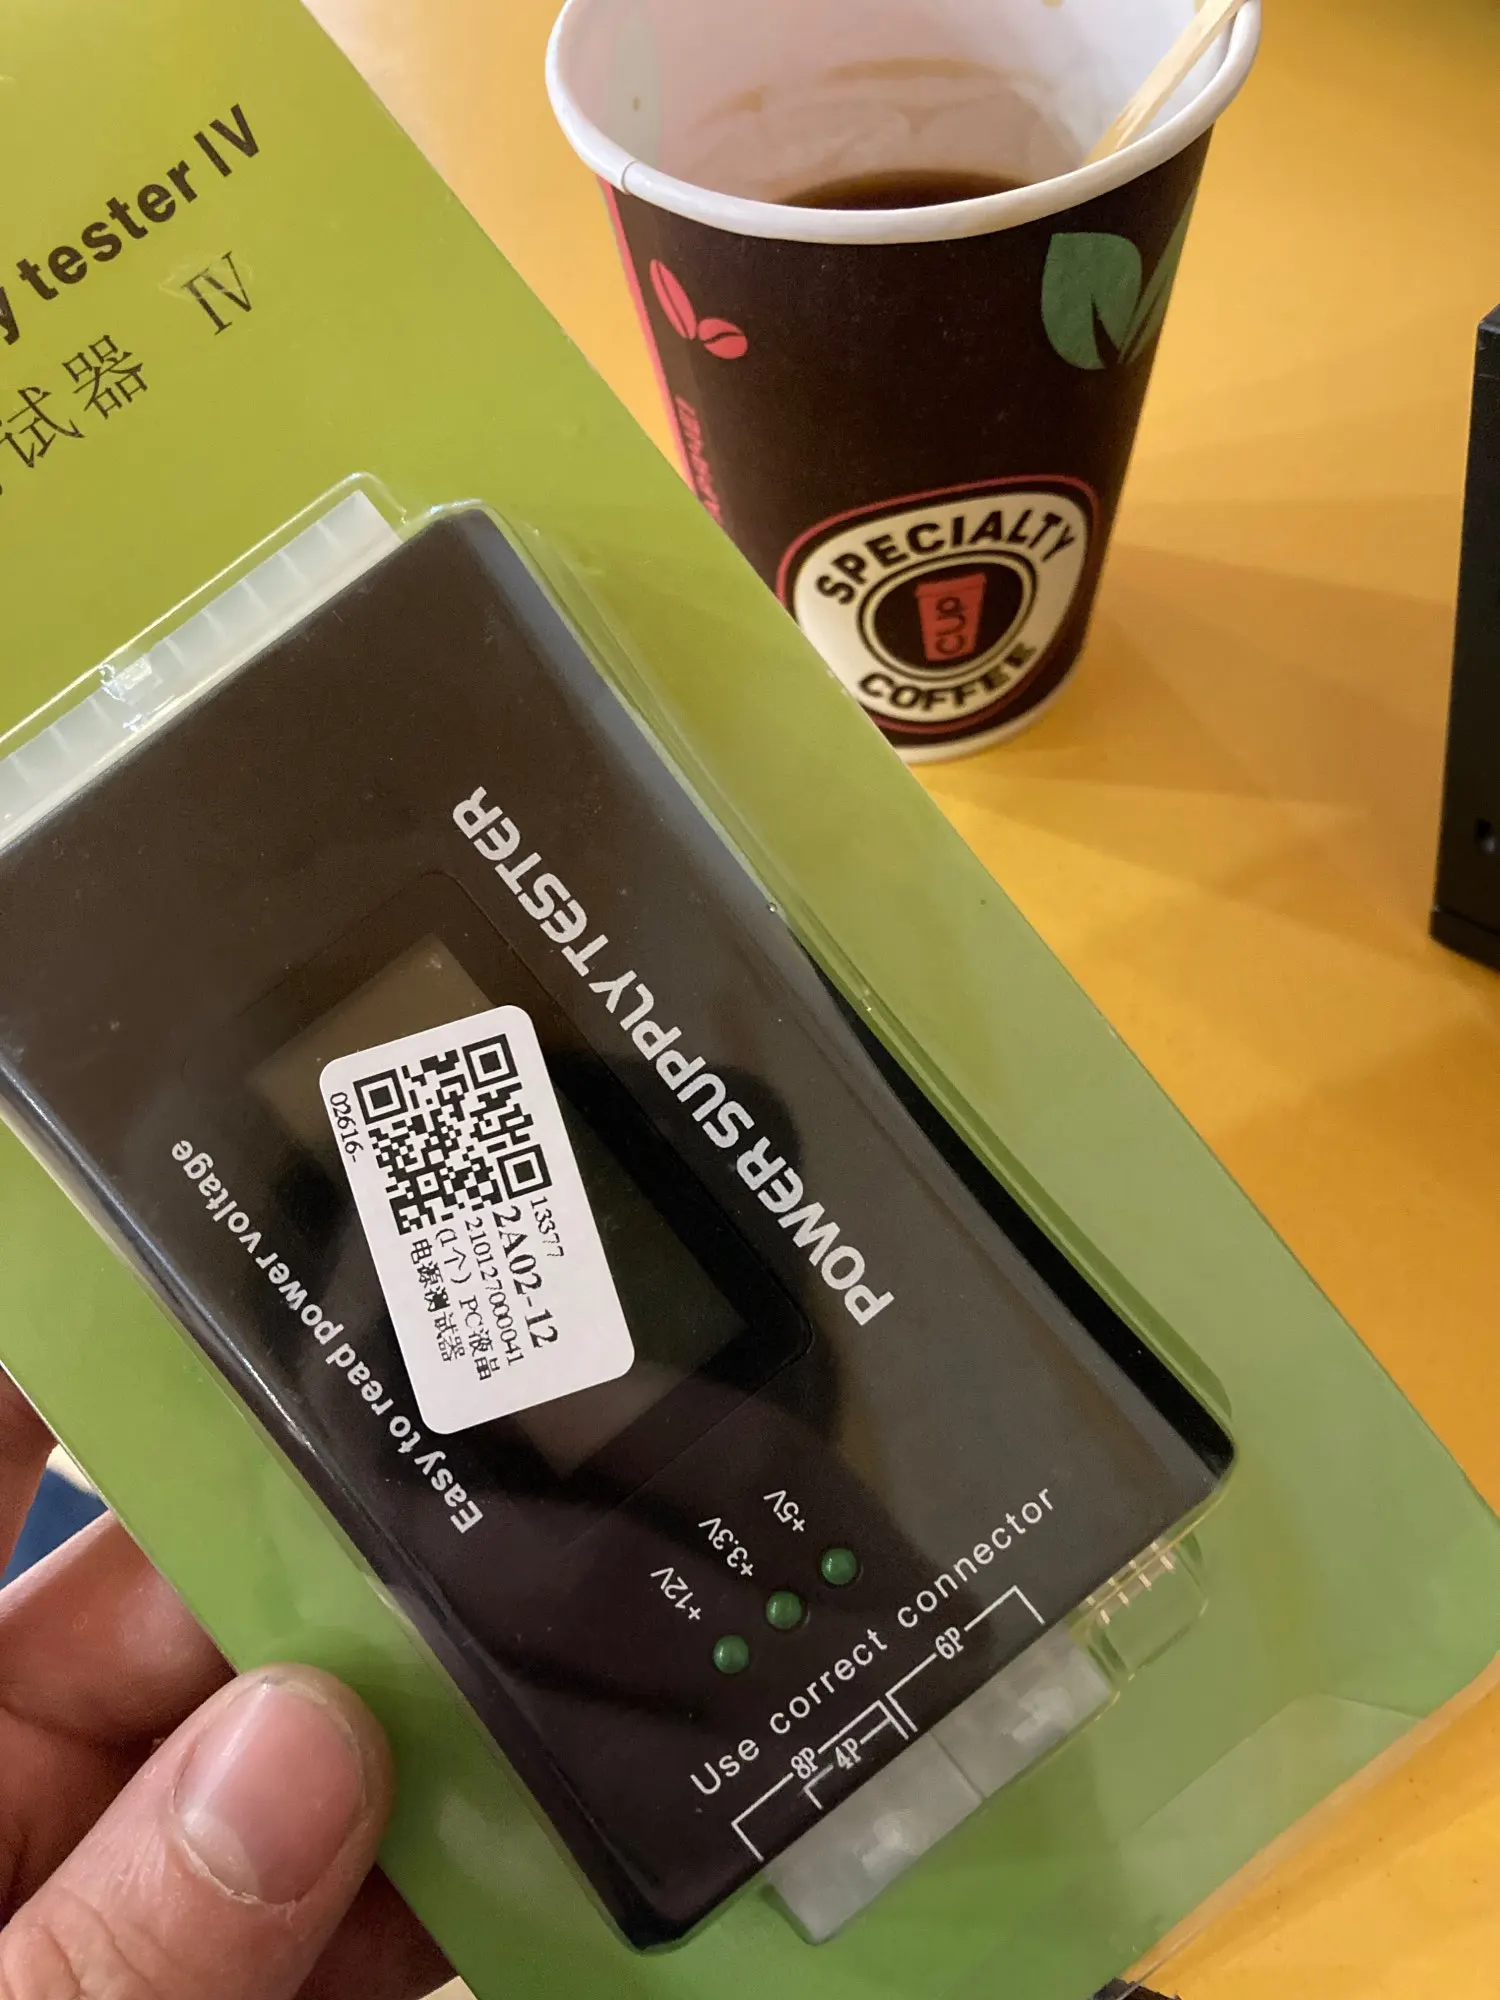 y tester IV
试器 IV
SPECIALTY
CUP
COFFEE
POWER SUPPLY TESTER
13377
2A02-12
210127000041
(1个) PC液晶
电源测试器
02616-
Easy to read power voltage
+5V
+3.3V
+12V
Use correct connector
8P
4P
6P